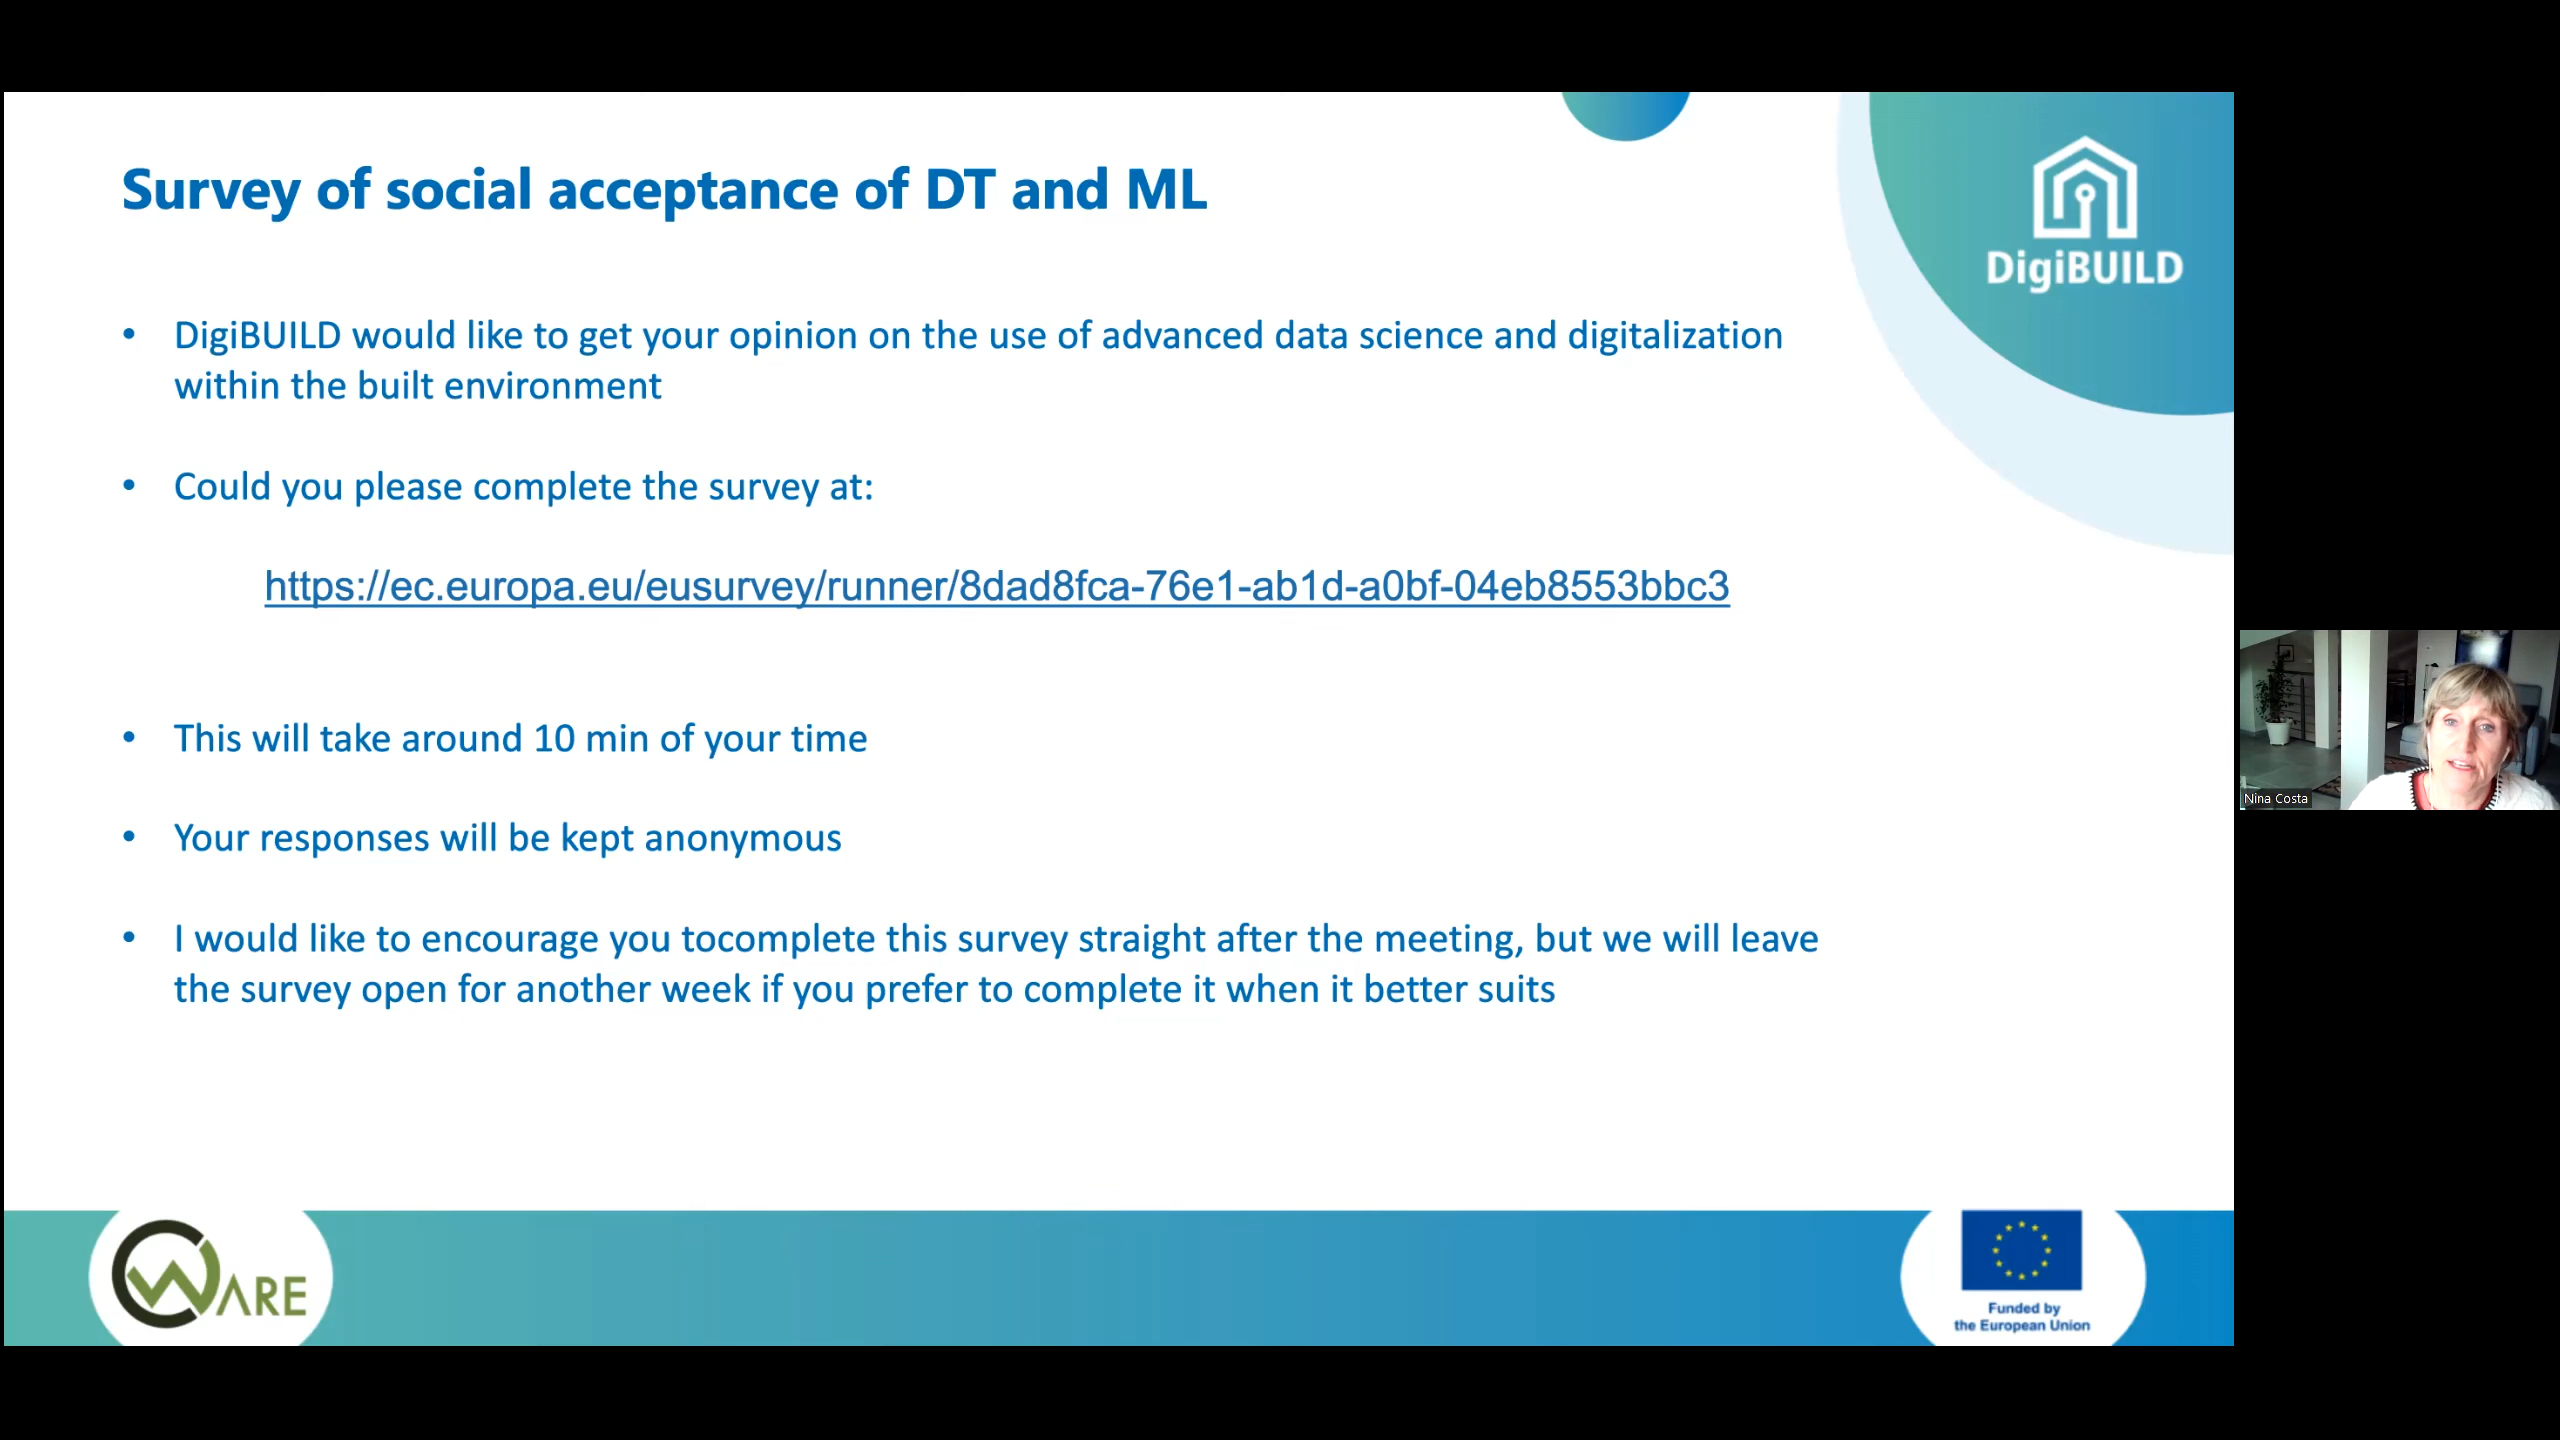 Survey of social acceptance of DT and ML
DigiBUILD
• DigiBUILD would like to get your opinion on the use of advanced data science and digitalization
within the built environment
• Could you please complete the survey at:
https://ec.europa.eu/eusurvey/runner/8dad8fca-76e1-ab1d-a0bf-04eb8553bbc3
• This will take around 10 min of your time
Nina Costa
• Your responses will be kept anonymous
• I would like to encourage you tocomplete this survey straight after the meeting, but we will leave
the survey open for another week if you prefer to complete it when it better suits
CWARE
Funded by
the European Union